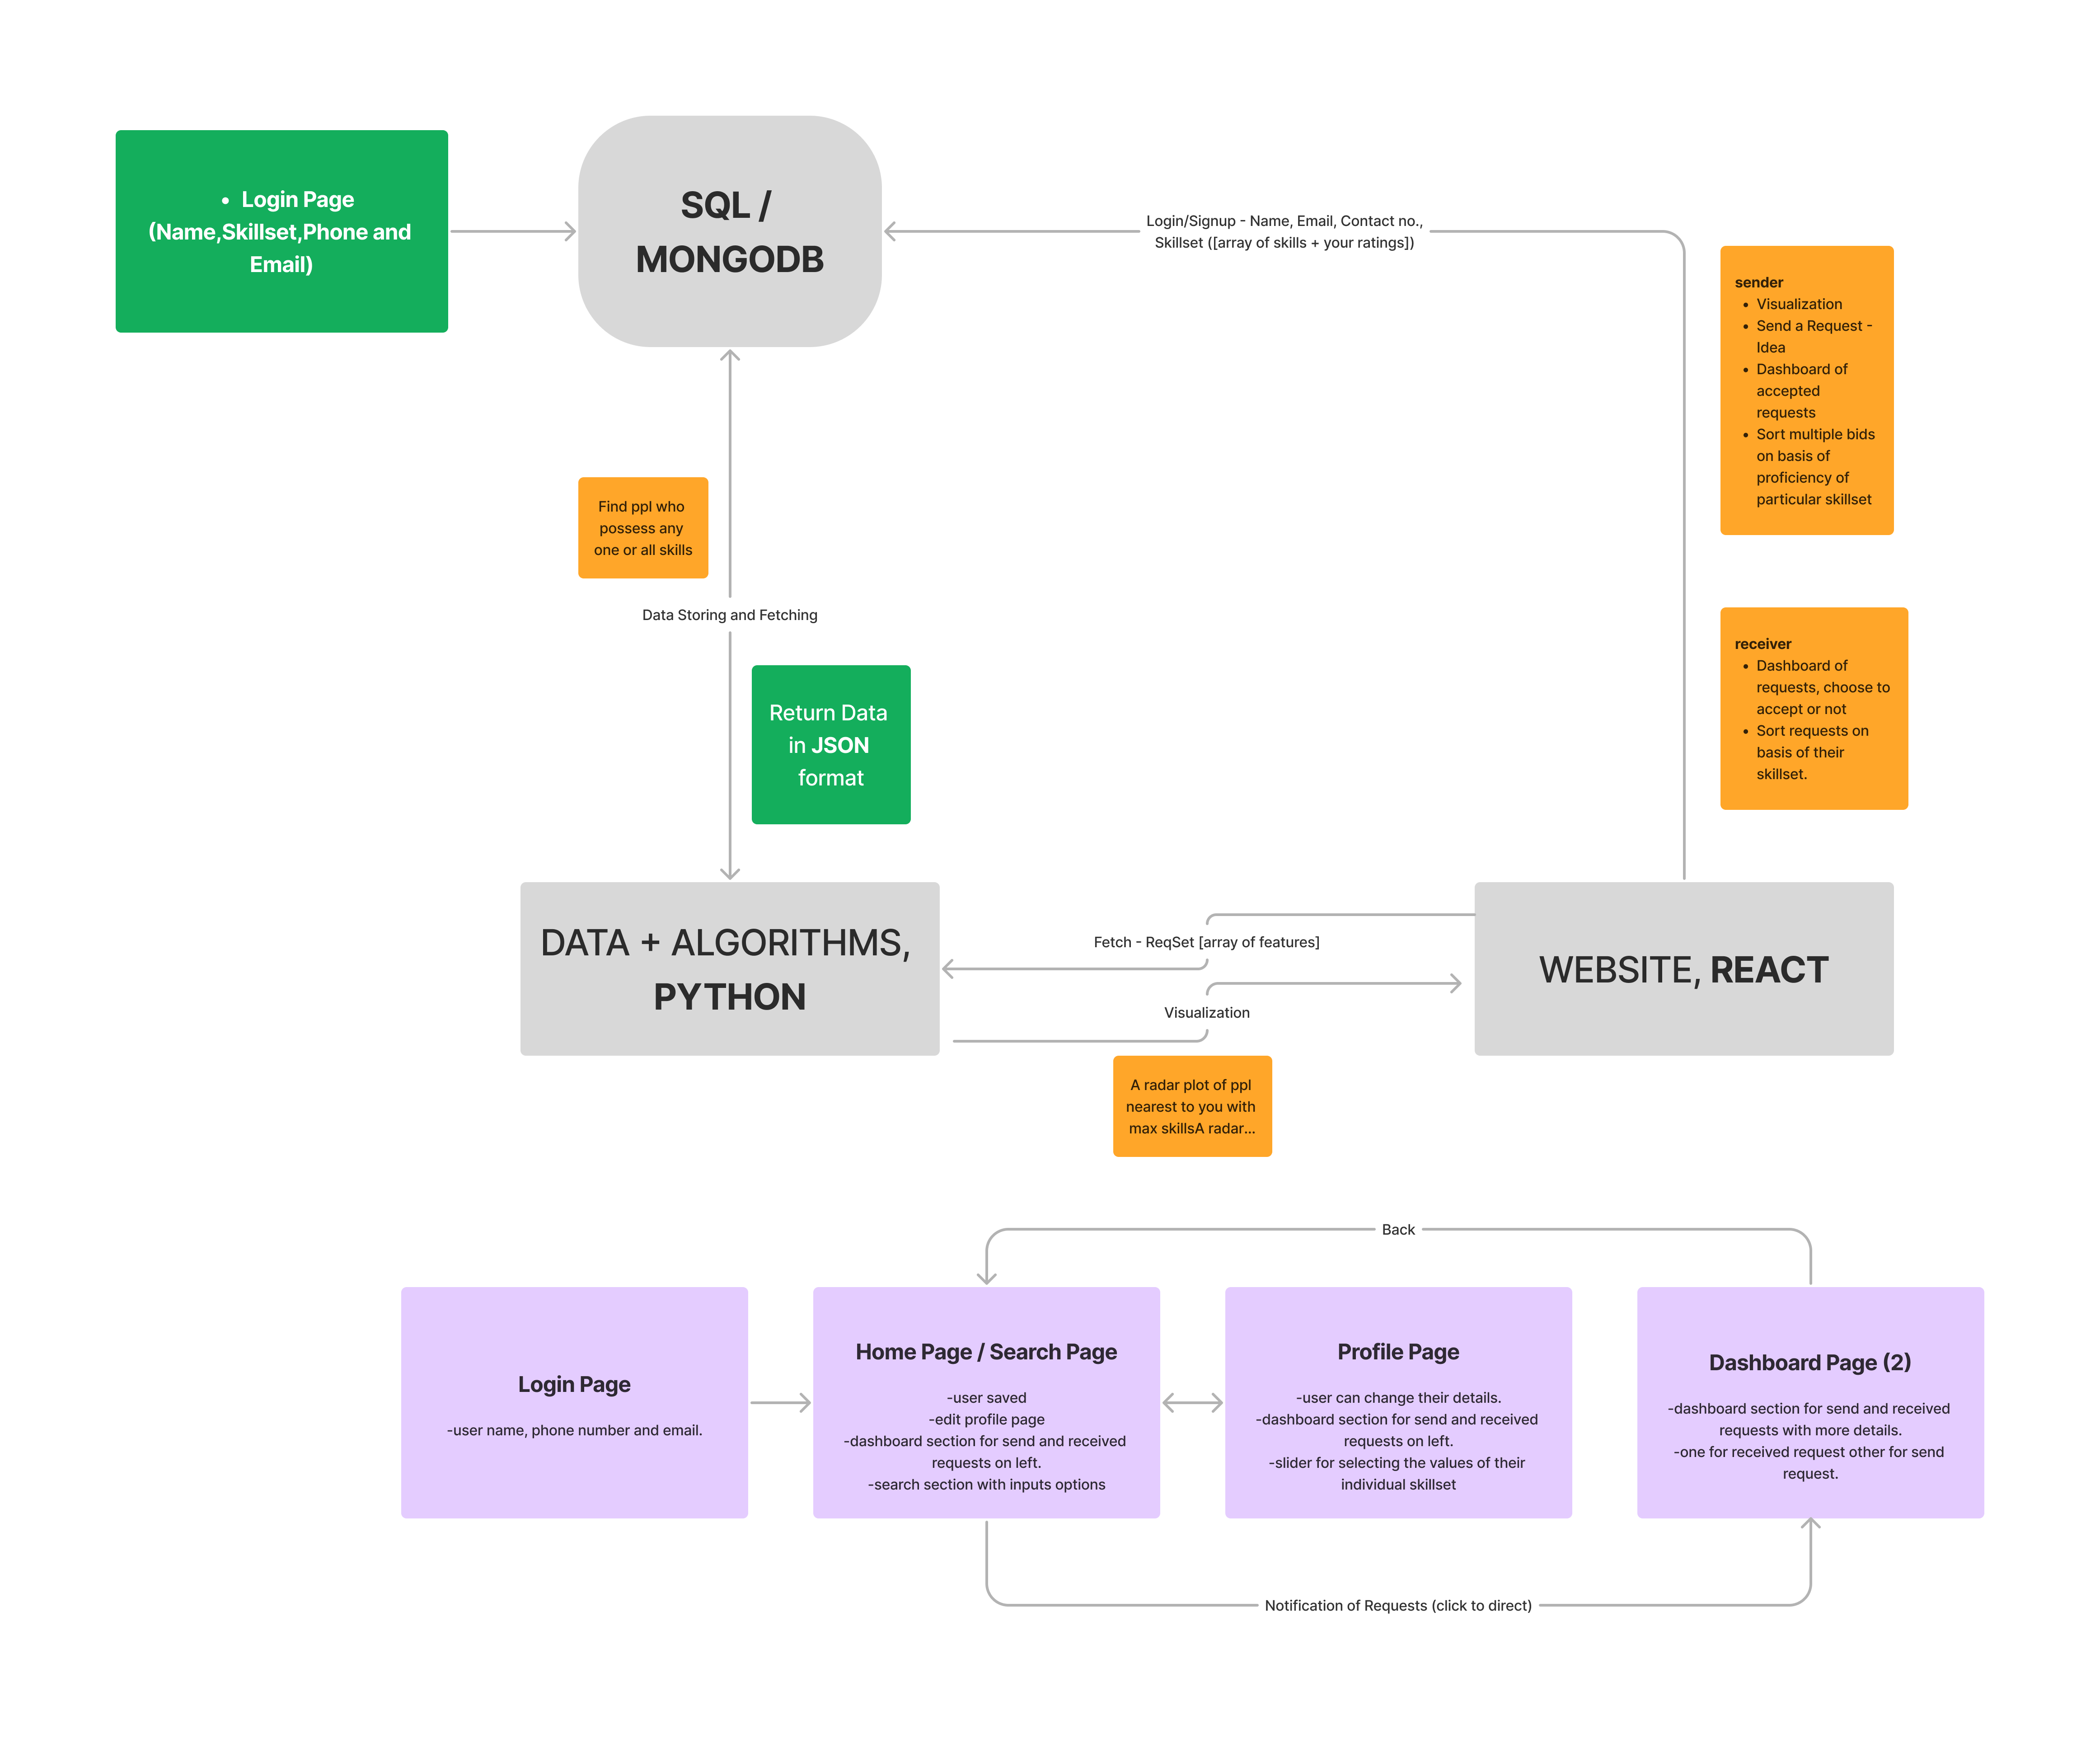 • Login Page
(Name,Skillset,Phone and
Email)
SQL /
MONGODB
Login/Signup - Name, Email, Contact no.,
Skillset ([array of skills + your ratings])
sender
• Visualization
• Send a Request -
Idea
• Dashboard of
accepted
requests
• Sort multiple bids
on basis of
proficiency of
particular skillset
Find ppl who
possess any
one or all skills
Data Storing and Fetching
receiver
• Dashboard of
requests, choose to
accept or not
• Sort requests on
basis of their
skillset.
Return Data
in JSON
format
DATA + ALGORITHMS,
PYTHON
Fetch - ReqSet [array of features]
Visualization
WEBSITE, REACT
A radar plot of ppl
nearest to you with
max skillsA radar...
Back
Login Page
-user name, phone number and email.
Home Page / Search Page
-user saved
-edit profile page
-dashboard section for send and received
requests on left.
-search section with inputs options
Profile Page
-user can change their details.
-dashboard section for send and received
requests on left.
-slider for selecting the values of their
individual skillset
Dashboard Page (2)
-dashboard section for send and received
requests with more details.
-one for received request other for send
request.
Notification of Requests (click to direct)